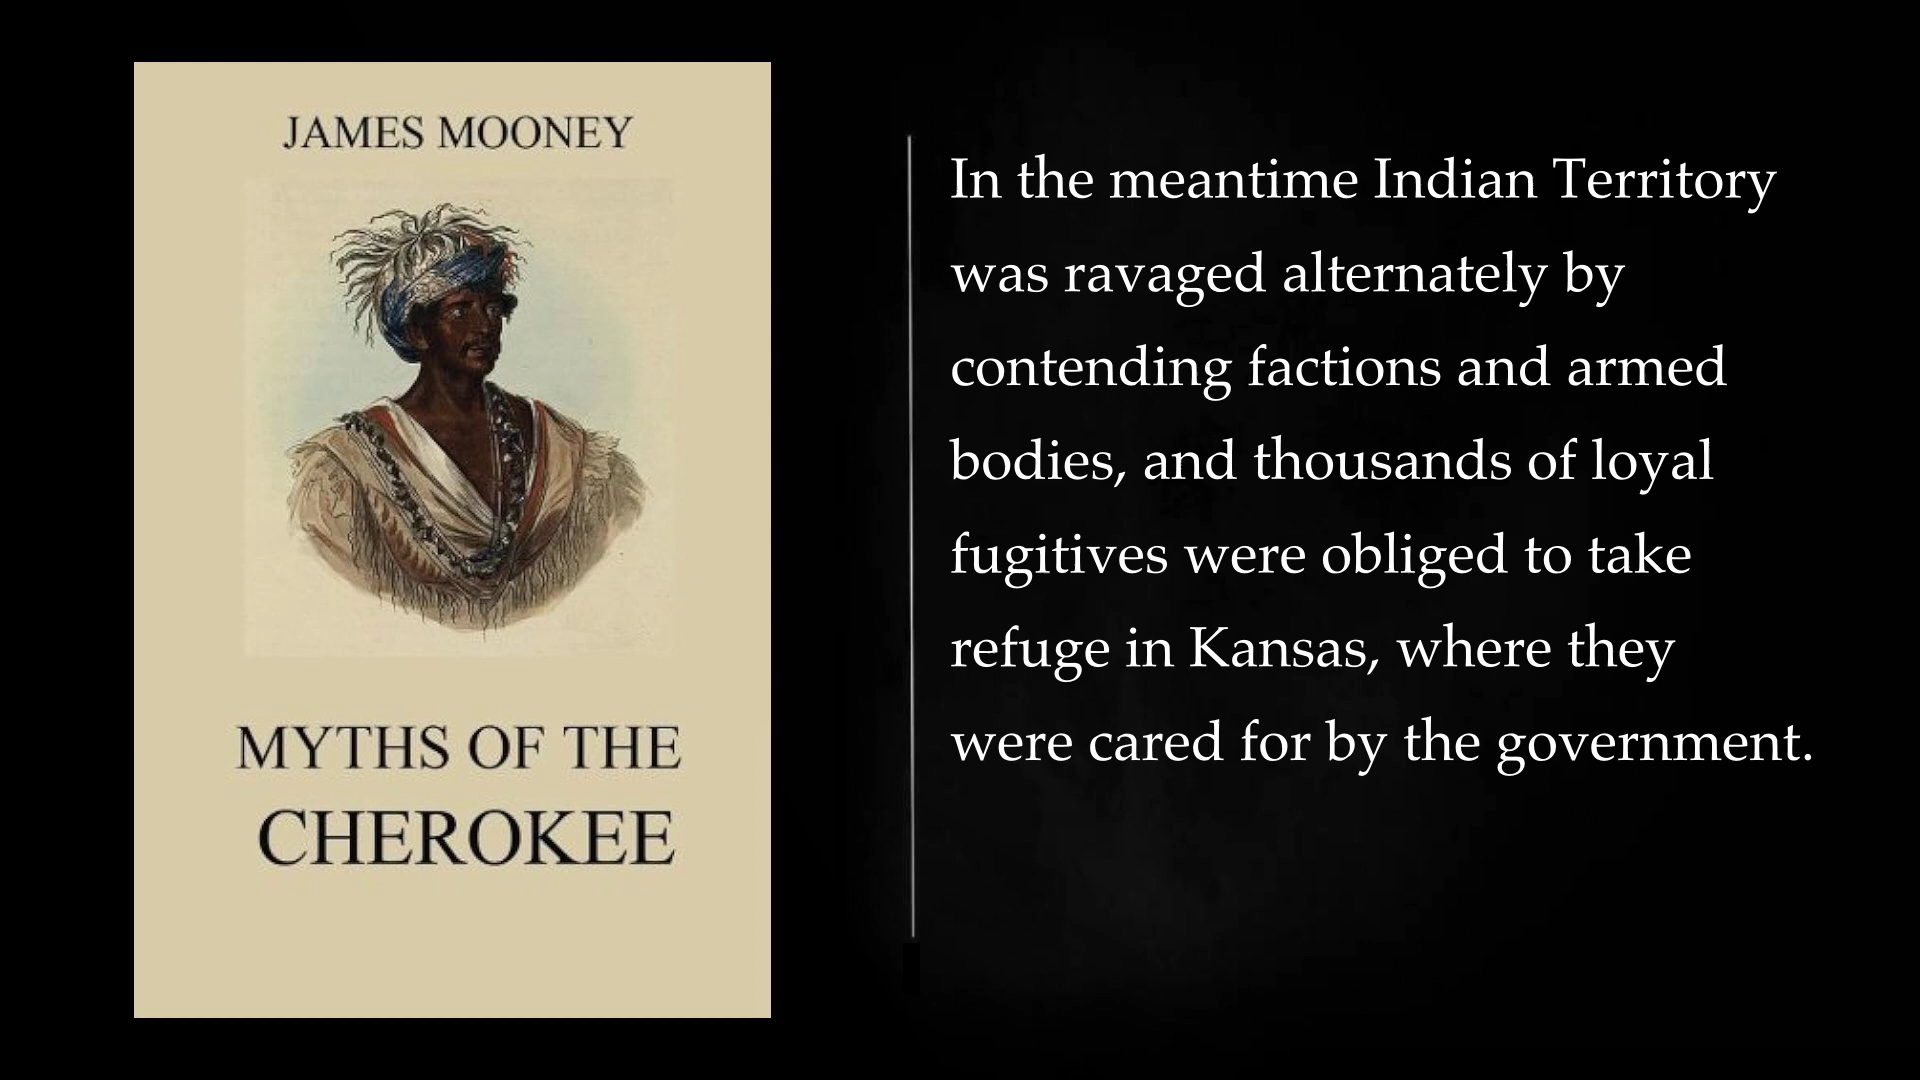 JAMES MOONEY
MYTHS OF THE
CHEROKEE
In the meantime Indian Territory
was ravaged alternately by
contending factions and armed
bodies, and thousands of loyal
fugitives were obliged to take
refuge in Kansas, where they
were cared for by the government.